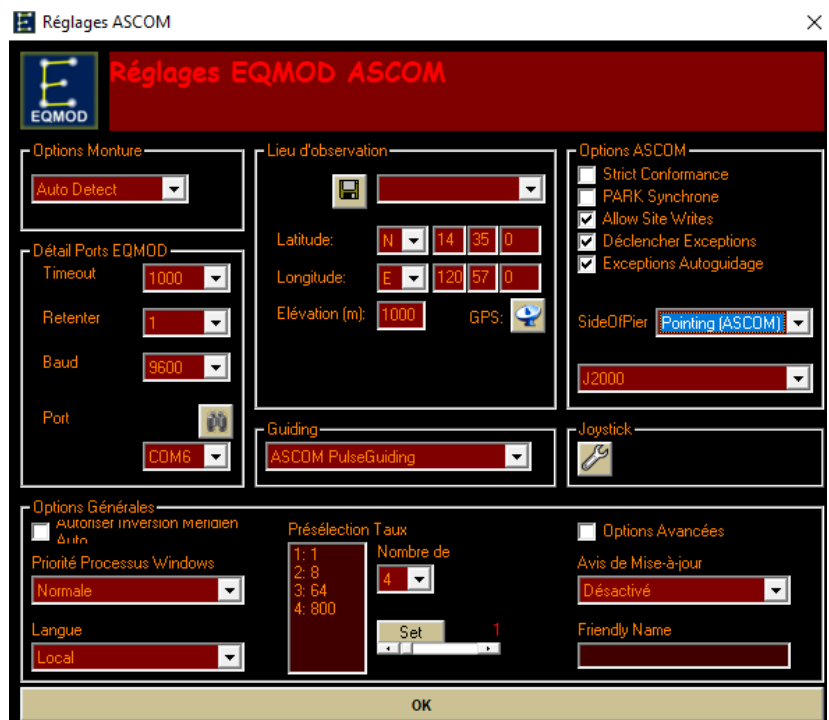 Réglages ASCOM
EQMOD
Réglages EQMOD ASCOM
Options Monture
Auto Detect
Détail Ports EQMOD
Timeout 1000
Retenter 1
Baud 9600
Port
COM6
Lieu d'observation
Latitude: N 14 35 0
Longitude: E 120 57 0
Elévation (m): 1000 GPS:
Guiding
ASCOM PulseGuiding
Options ASCOM
Strict Conformance
PARK Synchrone
Allow Site Writes
Déclencher Exceptions
Exceptions Autoguidage
SideOfPier Pointing (ASCOM)
J2000
Joystick
Options Générales
Autoriser Inversion Méridien
Auto
Priorité Processus Windows
Normale
Langue
Local
Présélection Taux
1: 1
2: 8
3: 64
4: 800
Nombre de
4
Set 1
Options Avancées
Avis de Mise-à-jour
Désactivé
Friendly Name
OK